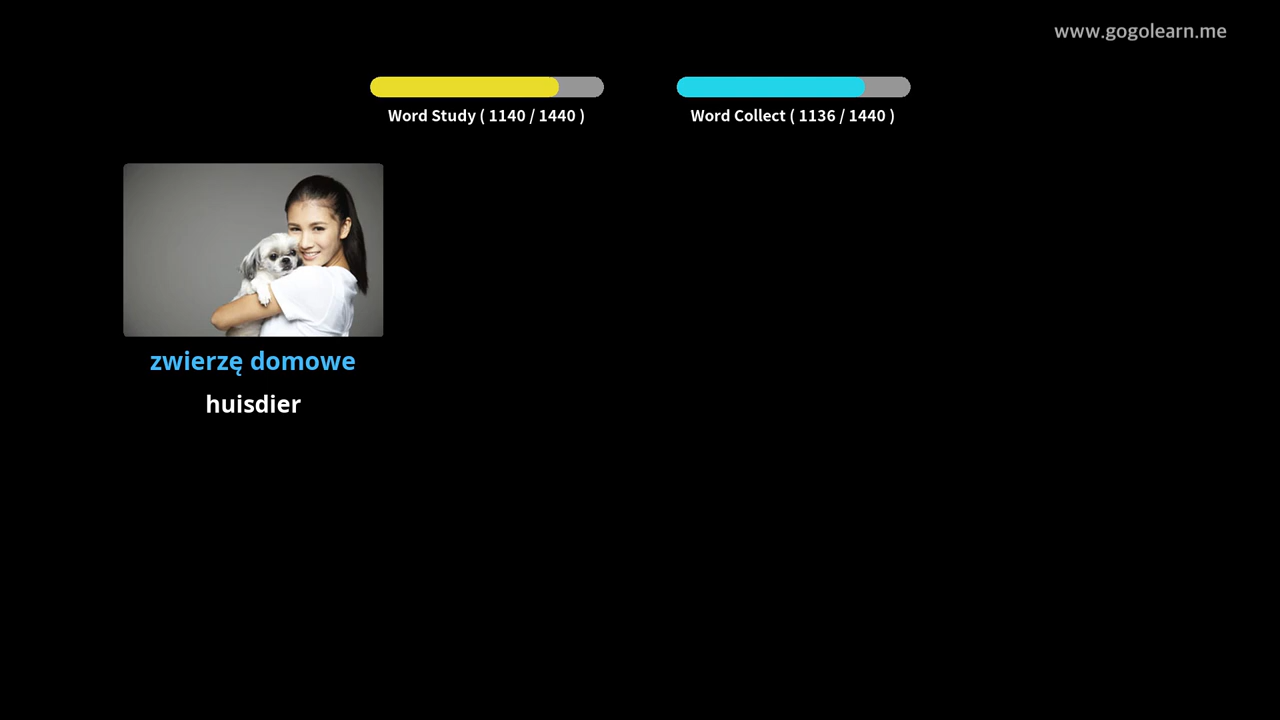 www.gogolearn.me
Word Study ( 1140 / 1440 )
Word Collect ( 1136 / 1440 )
zwierzę domowe
huisdier